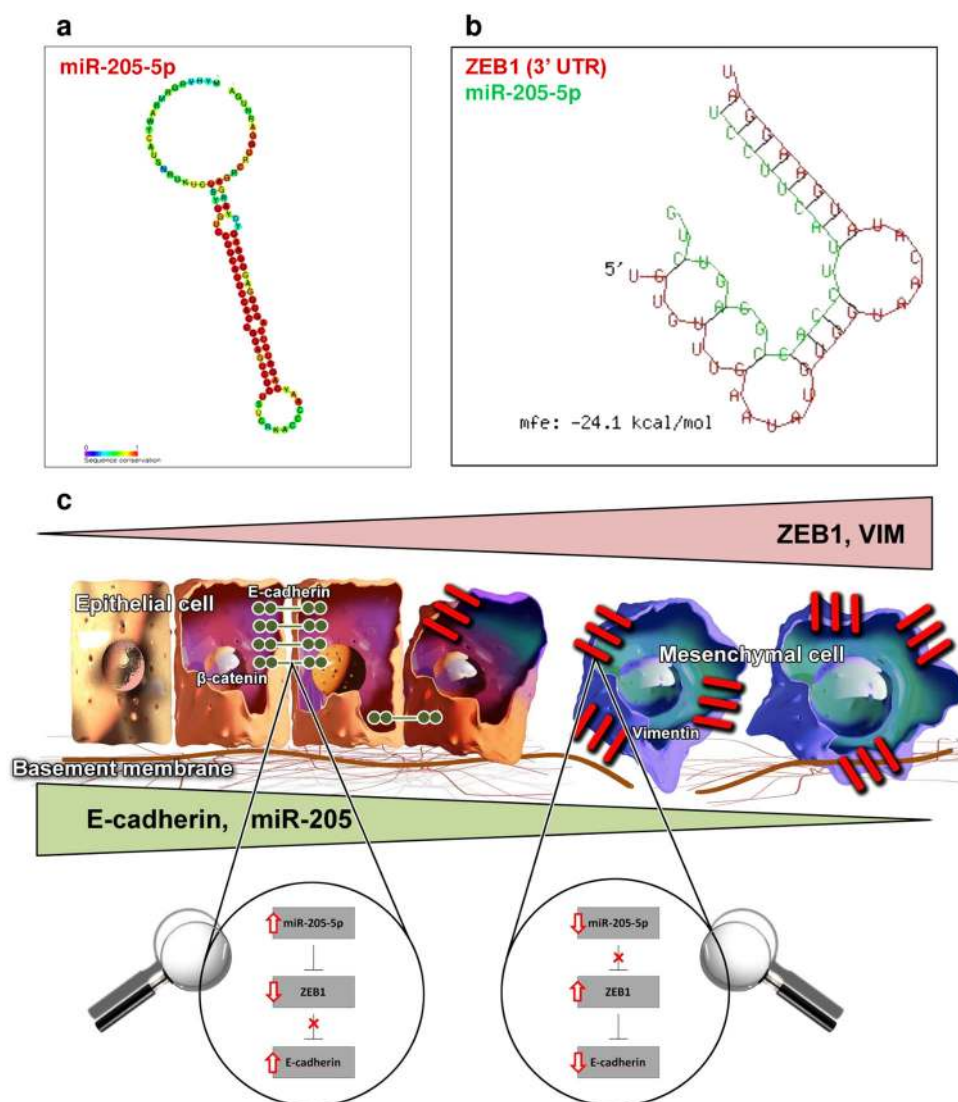 a
miR-205-5p
0 1
Sequence conservation
b
ZEB1 (3' UTR)
miR-205-5p
5'
mfe: -24.1 kcal/mol
c
ZEB1, VIM
Epithelial cell
E-cadherin
β-catenin
Mesenchymal cell
Vimentin
Basement membrane
E-cadherin, miR-205
miR-205-5p
ZEB1
E-cadherin
miR-205-5p
ZEB1
E-cadherin